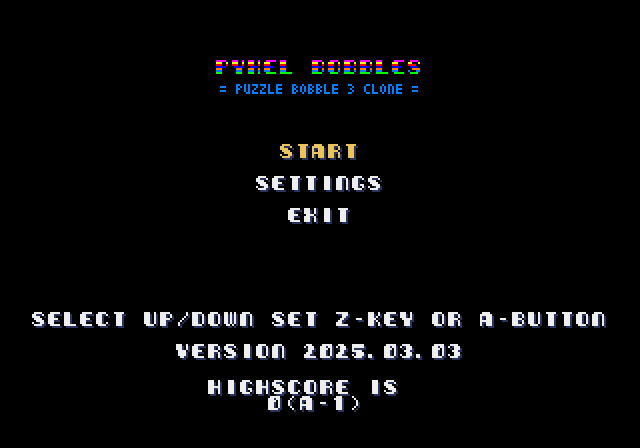 PYXEL BOBBLES
= PUZZLE BOBBLE 3 CLONE =
START
SETTINGS
EXIT
SELECT UP/DOWN SET Z-KEY OR A-BUTTON
VERSION 2025.03.03
HIGHSCORE IS
0(A-1)